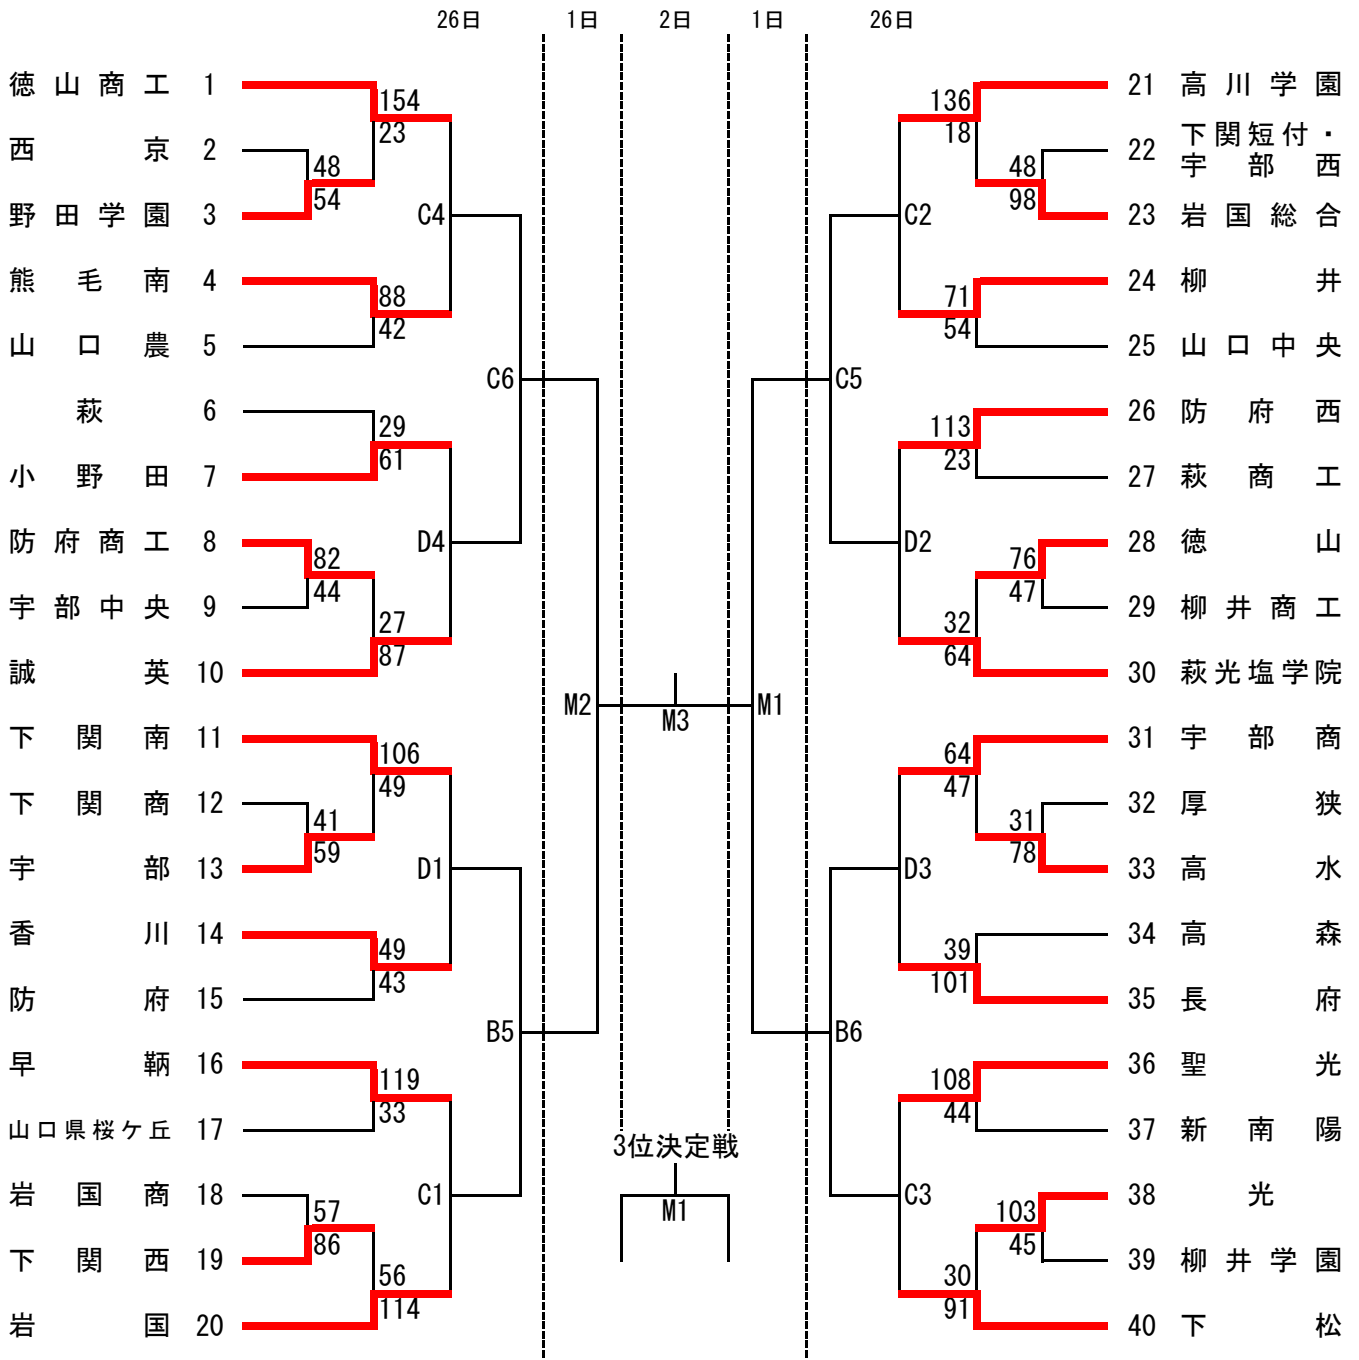 26日 1日 2日 1日 26日
徳山商工 1
西京 2
野田学園 3
熊毛南 4
山口農 5
萩 6
小野田 7
防府商工 8
宇部中央 9
誠英 10
下関南 11
下関商 12
宇部 13
香川 14
防府 15
早鞆 16
山口県桜ケ丘 17
岩国商 18
下関西 19
岩国 20
154
23
48
54
C4
88
42
C6
29
61
82
44
D4
27
87
M2
106
49
41
59
D1
49
43
B5
119
33
57
86
C1
56
114
M3
3位決定戦
M1
136
18
48
98
C2
71
54
C5
113
23
D2
76
47
32
64
M1
64
47
31
78
D3
39
101
B6
108
44
C3
103
45
30
91
21 高川学園
22 下関短付・
宇部西
23 岩国総合
24 柳井
25 山口中央
26 防府西
27 萩商工
28 徳山
29 柳井商工
30 萩光塩学院
31 宇部商
32 厚狭
33 高水
34 高森
35 長府
36 聖光
37 新南陽
38 光
39 柳井学園
40 下松